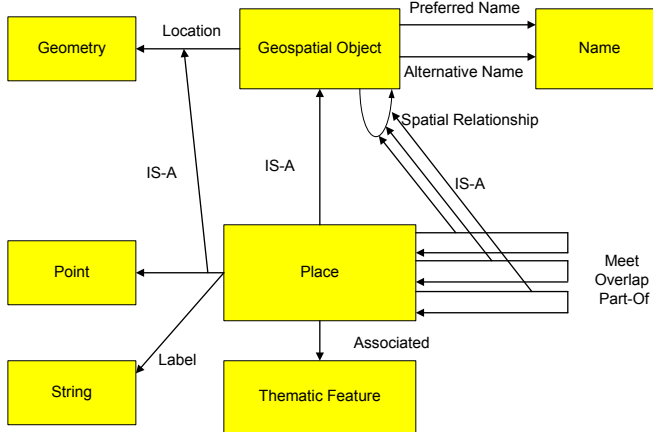 Preferred Name
Geometry
Location
Geospatial Object
Name
Alternative Name
Spatial Relationship
IS-A
IS-A
IS-A
Point
Place
Meet
Overlap
Part-Of
Associated
Label
String
Thematic Feature